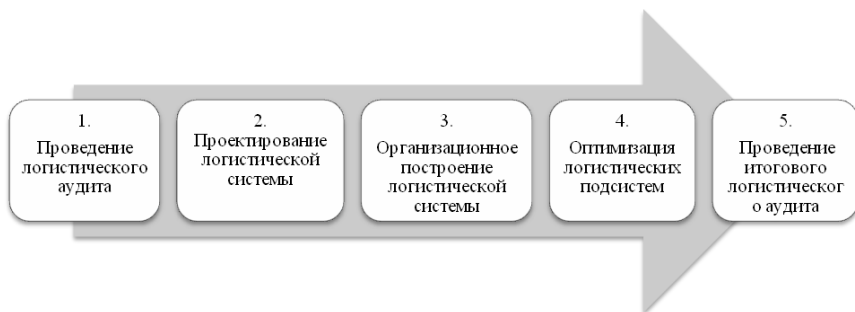 1.
Проведение
логистического
аудита
2.
Проектирование
логистической
системы
3.
Организационное
построение
логистической
системы
4.
Оптимизация
логистических
подсистем
5.
Проведение
итогового
логистическог
о аудита